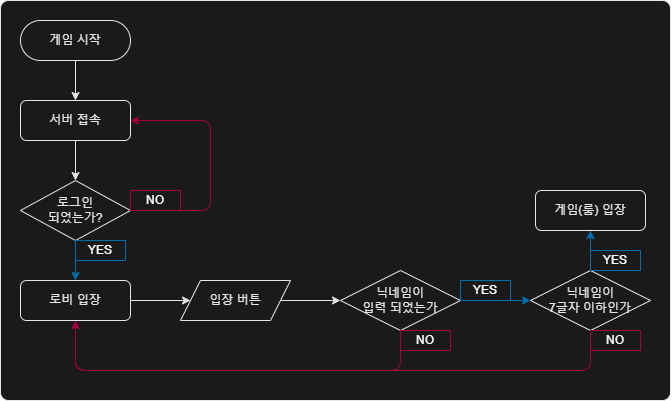 게임 시작
서버 접속
로그인
되었는가?
NO
YES
로비 입장
입장 버튼
닉네임이
입력 되었는가
YES
NO
닉네임이
7글자 이하인가
YES
NO
게임(룸) 입장